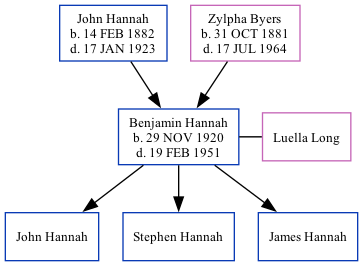 John Hannah
b. 14 FEB 1882
d. 17 JAN 1923
Zylpha Byers
b. 31 OCT 1881
d. 17 JUL 1964
Benjamin Hannah
b. 29 NOV 1920
d. 19 FEB 1951
Luella Long
John Hannah
Stephen Hannah
James Hannah